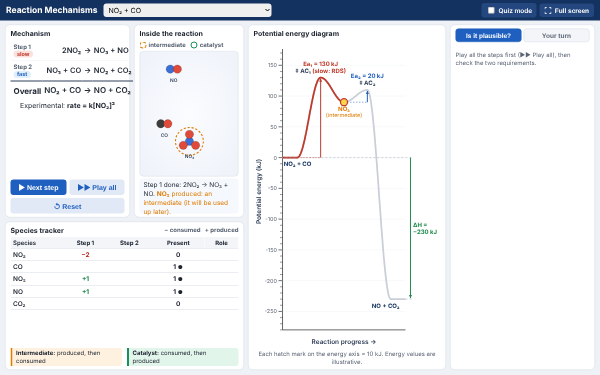 Reaction Mechanisms
NO₂ + CO
Quiz mode
Full screen
Mechanism
Step 1
slow
2NO₂ → NO₃ + NO
Step 2
fast
NO₃ + CO → NO₂ + CO₂
Overall NO₂ + CO → NO + CO₂
Experimental: rate = k[NO₂]²
Next step
Play all
Reset
Inside the reaction
intermediate
catalyst
NO
CO
NO₃
Step 1 done: 2NO₂ → NO₃ +
NO. NO₃ produced: an
intermediate (it will be used
up later).
Species tracker
− consumed + produced
Species Step 1 Step 2 Present Role
NO₂ −2 0
CO 1
NO₃ +1 1
NO +1 1
CO₂ 0
Intermediate: produced, then
consumed
Catalyst: consumed, then
produced
Potential energy diagram
Potential energy (kJ)
150
100
50
0
-50
-100
-150
-200
-250
Ea₁ = 130 kJ
‡ AC₁ (slow: RDS)
Ea₂ = 20 kJ
‡ AC₂
NO₃
(intermediate)
NO₂ + CO
ΔH =
−230 kJ
NO + CO₂
Reaction progress →
Each hatch mark on the energy axis = 10 kJ. Energy values are
illustrative.
Is it plausible?
Your turn
Play all the steps first (▶▶ Play all), then
check the two requirements.